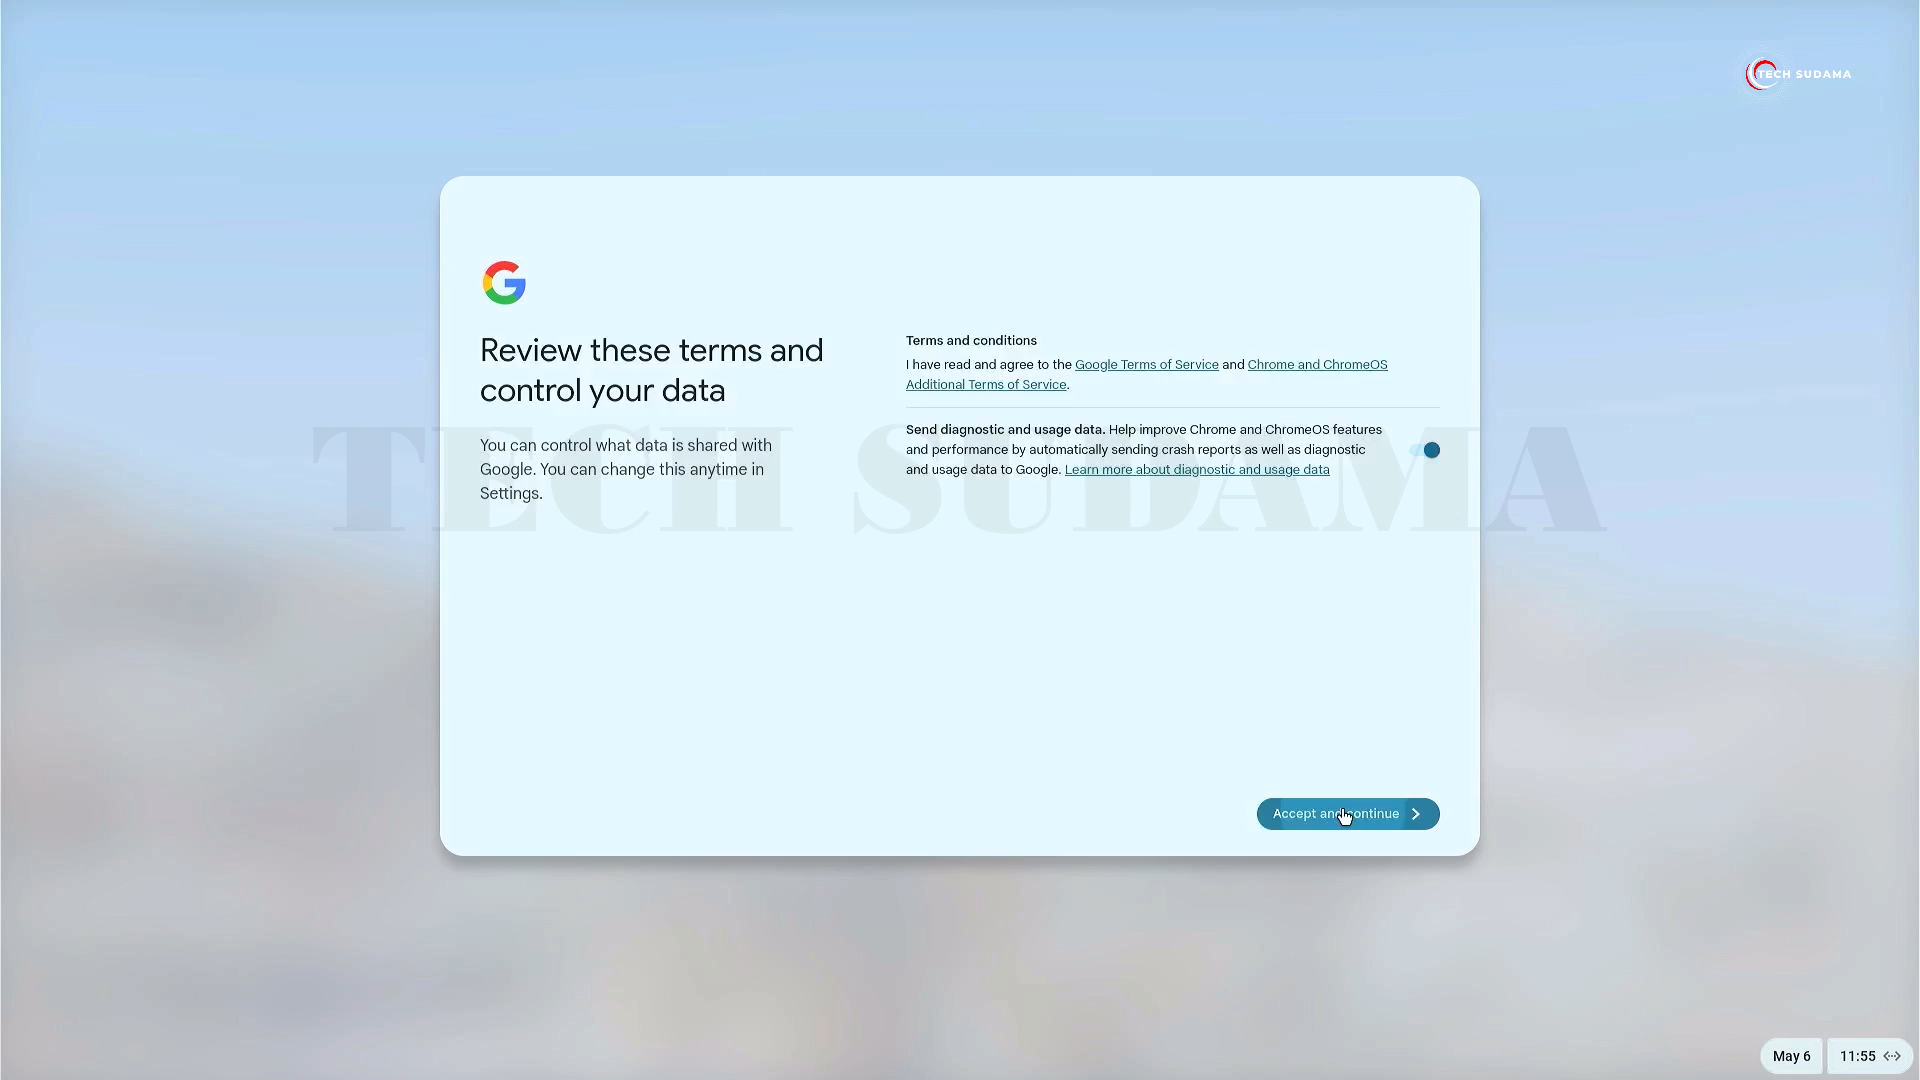 TECH SUDAMA
Review these terms and
control your data
You can control what data is shared with
Google. You can change this anytime in
Settings.
Terms and conditions
I have read and agree to the Google Terms of Service and Chrome and ChromeOS
Additional Terms of Service.
Send diagnostic and usage data. Help improve Chrome and ChromeOS features
and performance by automatically sending crash reports as well as diagnostic
and usage data to Google. Learn more about diagnostic and usage data
TECH SUDAMA
Accept and continue
May 6
11:55